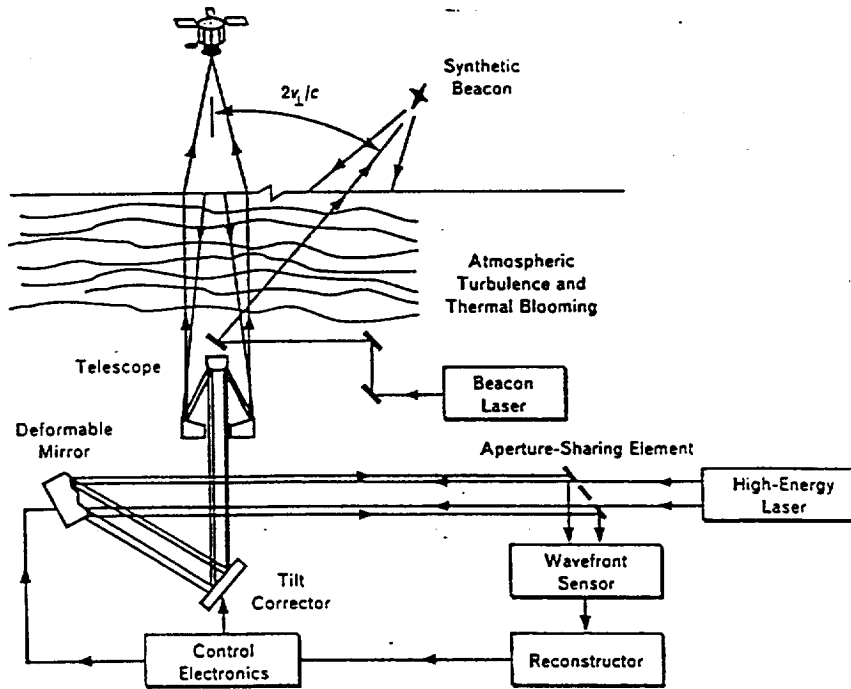 Synthetic
Beacon
2v⊥/c
Atmospheric
Turbulence and
Thermal Blooming
Telescope
Beacon
Laser
Deformable
Mirror
Aperture-Sharing Element
High-Energy
Laser
Wavefront
Sensor
Tilt
Corrector
Control
Electronics
Reconstructor